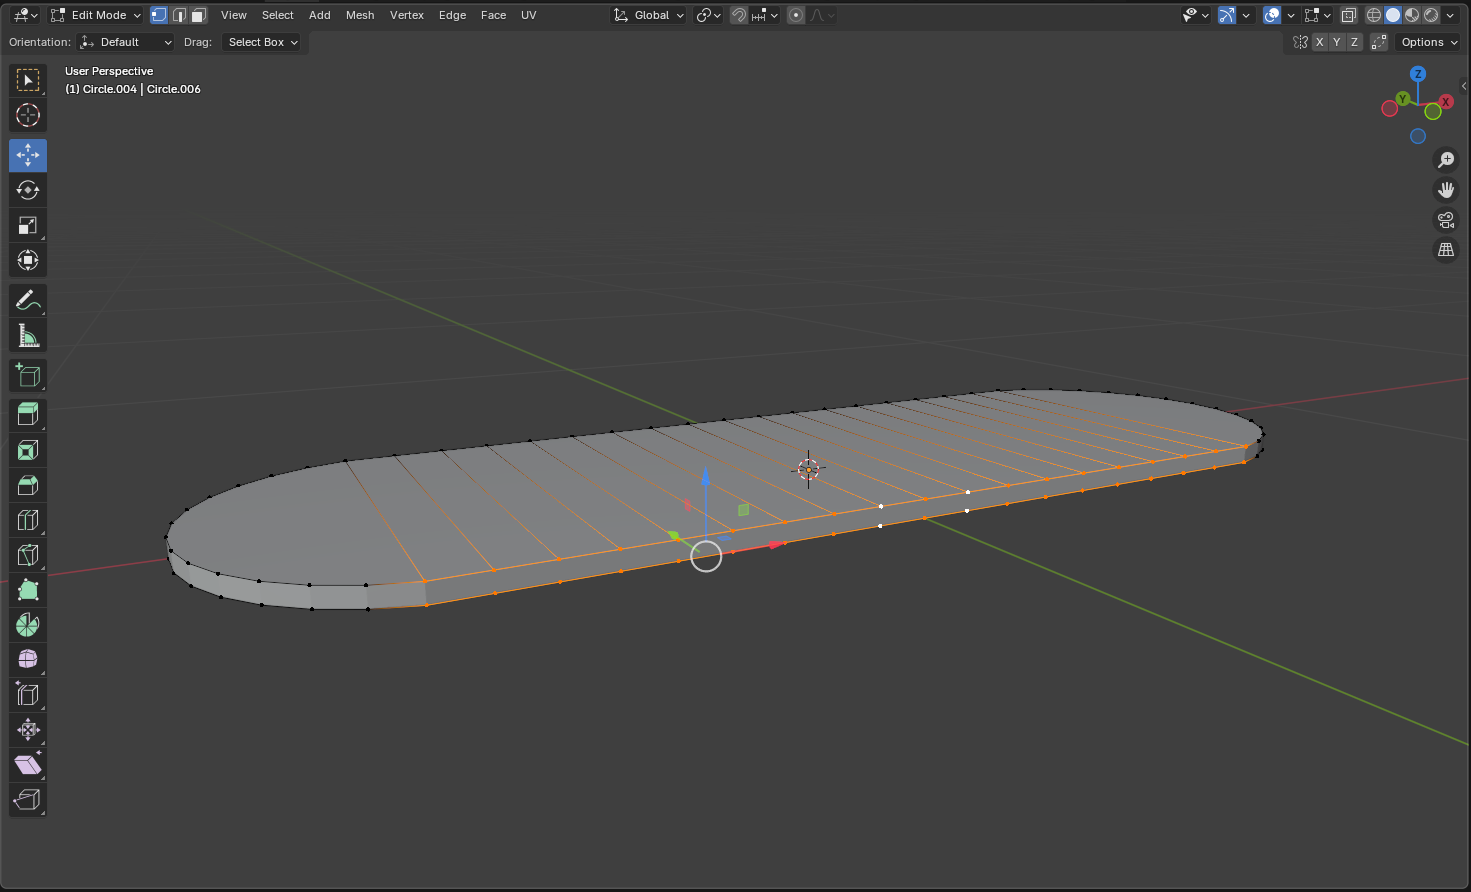 Edit Mode View Select Add Mesh Vertex Edge Face UV Global
Orientation: Default Drag: Select Box X Y Z Options
User Perspective
(1) Circle.004 | Circle.006
Z
Y X